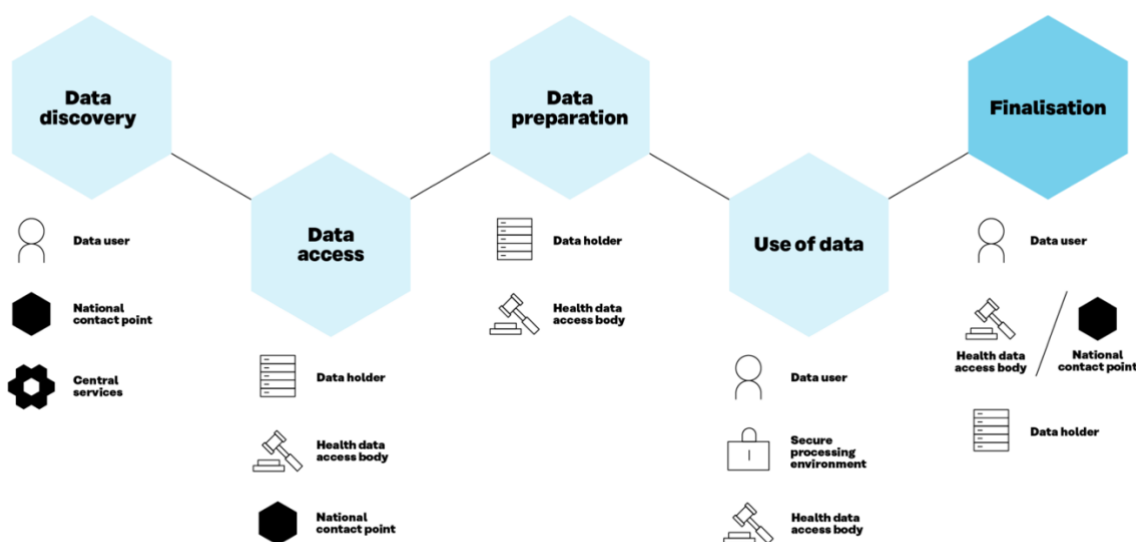 Data
discovery
Data user
National
contact point
Central
services
Data
access
Data holder
Health data
access body
National
contact point
Data
preparation
Data holder
Health data
access body
Use of data
Data user
Secure
processing
environment
Health data
access body
Finalisation
Data user
Health data
access body
National
contact point
Data holder